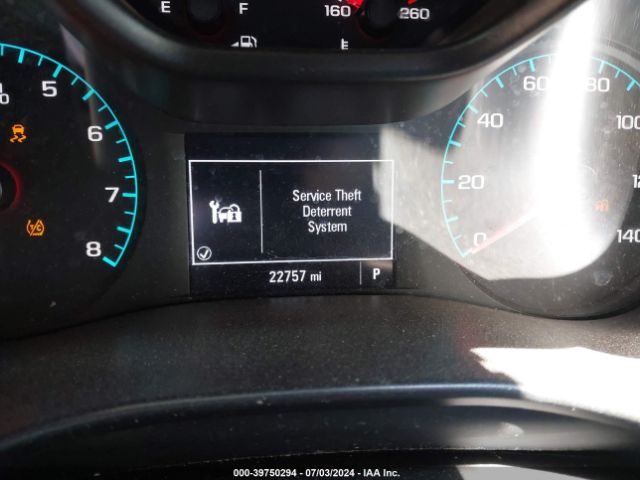 E F 160 260
5
6
7
8
T/C
Service Theft
Deterrent
System
22757 mi P
0
20
40
60
80
100
140
000-39750294 - 07/03/2024 - IAA Inc.